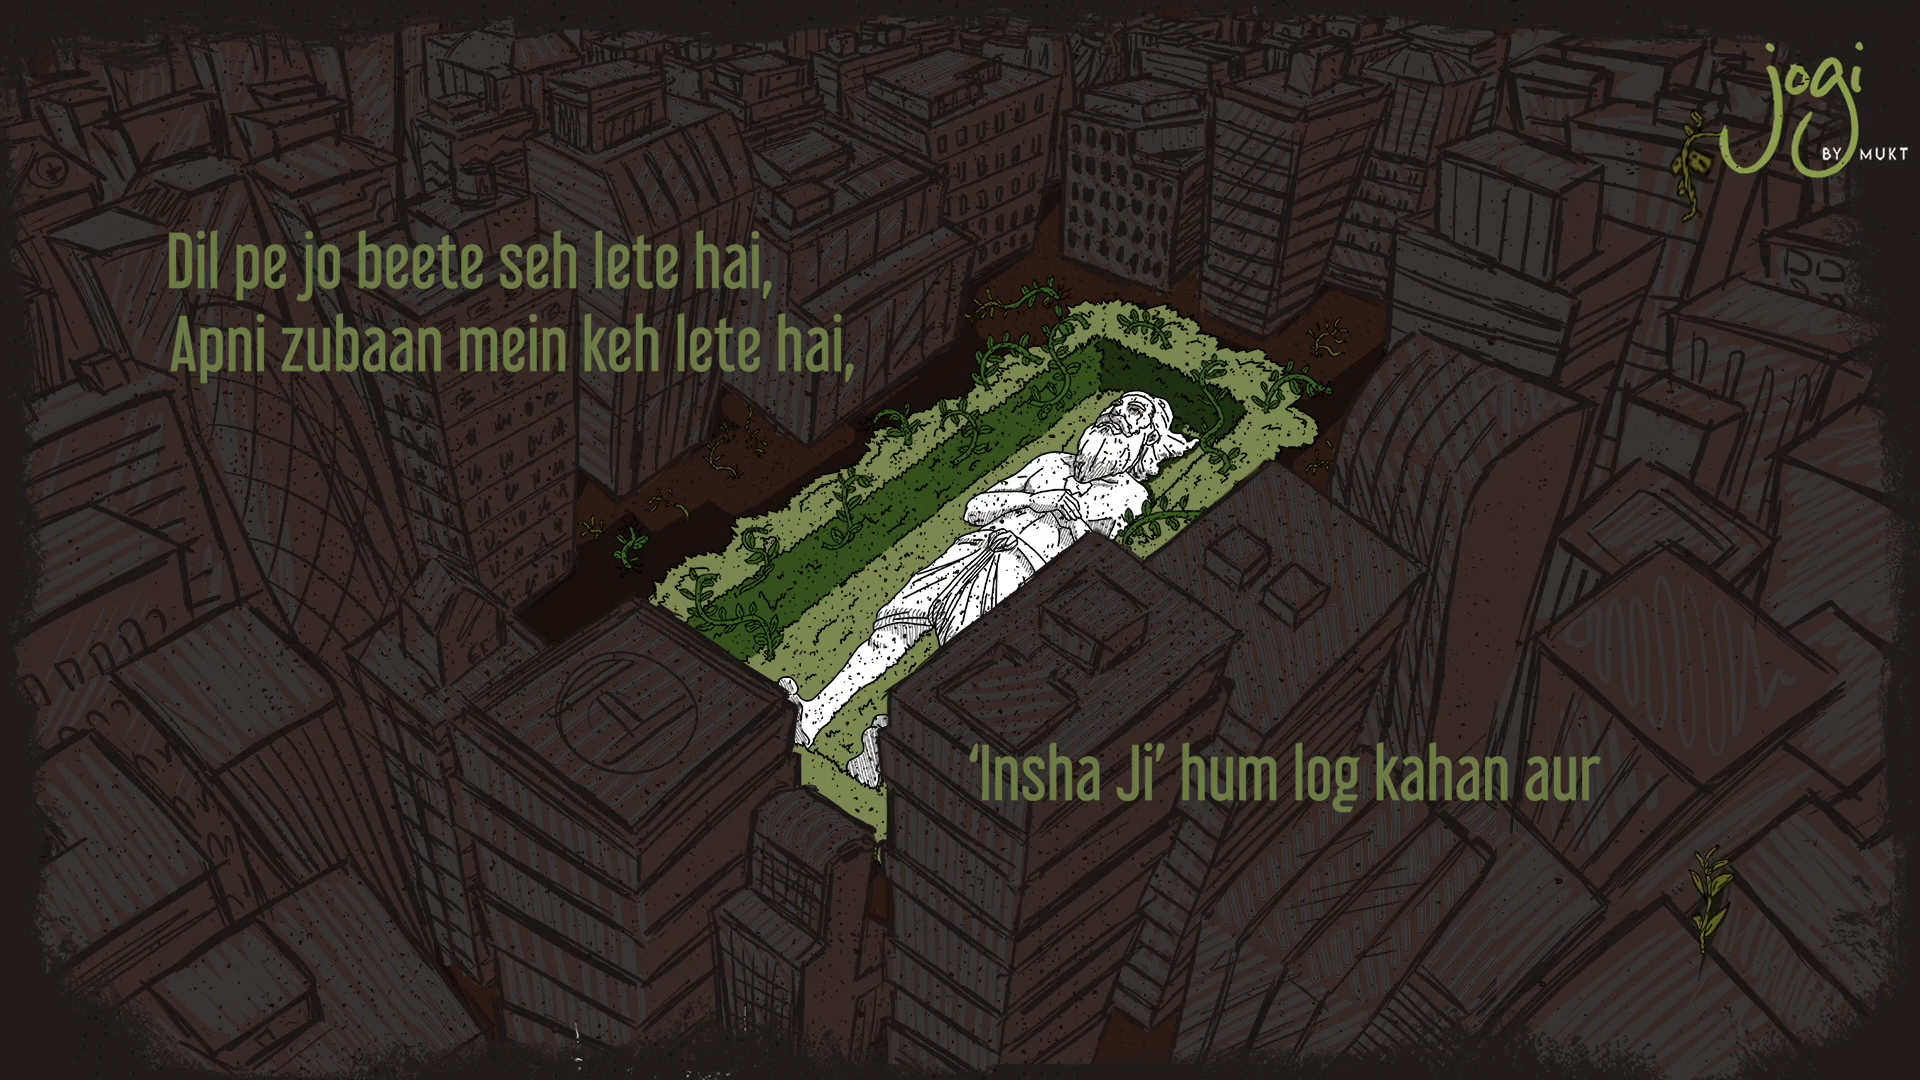 jogi
BY MUKT
Dil pe jo beete seh lete hai,
Apni zubaan mein keh lete hai,
‘Insha Ji’ hum log kahan aur